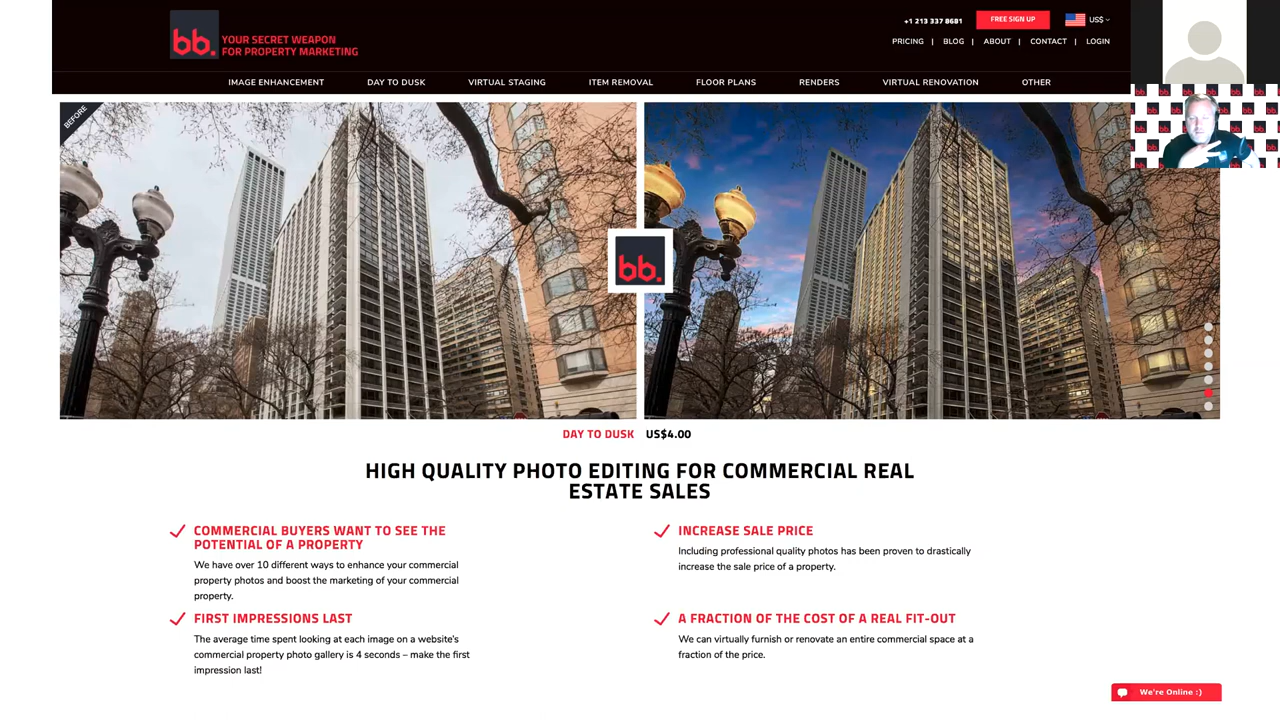 bb.
YOUR SECRET WEAPON
FOR PROPERTY MARKETING
+1 213 337 8681
FREE SIGN UP
US$
PRICING | BLOG | ABOUT | CONTACT | LOGIN
IMAGE ENHANCEMENT DAY TO DUSK VIRTUAL STAGING ITEM REMOVAL FLOOR PLANS RENDERS VIRTUAL RENOVATION OTHER
BEFORE
bb.
DAY TO DUSK US$4.00
HIGH QUALITY PHOTO EDITING FOR COMMERCIAL REAL
ESTATE SALES
COMMERCIAL BUYERS WANT TO SEE THE
POTENTIAL OF A PROPERTY
We have over 10 different ways to enhance your commercial
property photos and boost the marketing of your commercial
property.
INCREASE SALE PRICE
Including professional quality photos has been proven to drastically
increase the sale price of a property.
FIRST IMPRESSIONS LAST
The average time spent looking at each image on a website's
commercial property photo gallery is 4 seconds – make the first
impression last!
A FRACTION OF THE COST OF A REAL FIT-OUT
We can virtually furnish or renovate an entire commercial space at a
fraction of the price.
We're Online :)